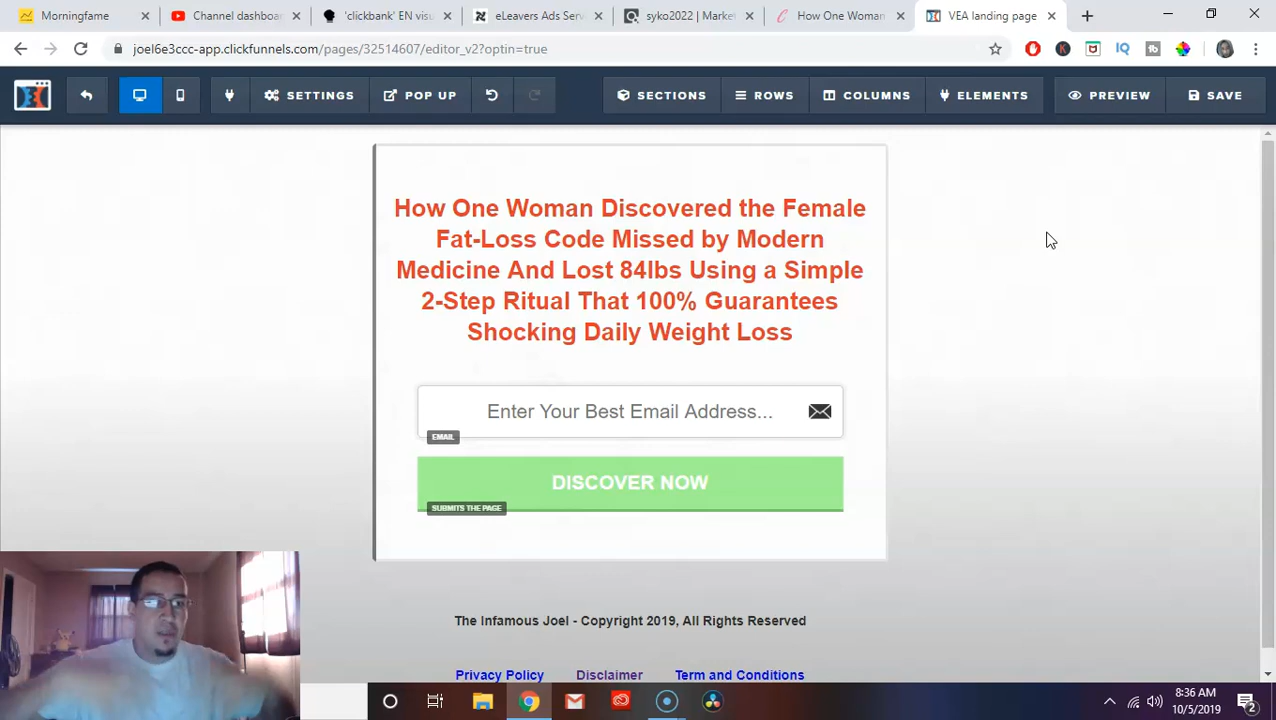 Morningfame
Channel dashboar
'clickbank' EN visu
eLeavers Ads Serv
syko2022 | Mai
How One Woman
VEA landing page
joel6e3ccc-app.clickfunnels.com/pages/32514607/editor_v2?optin=true
SETTINGS
POP UP
SECTIONS
ROWS
COLUMNS
ELEMENTS
PREVIEW
SAVE
How One Woman Discovered the Female
Fat-Loss Code Missed by Modern
Medicine And Lost 84lbs Using a Simple
2-Step Ritual That 100% Guarantees
Shocking Daily Weight Loss
Enter Your Best Email Address...
EMAIL
DISCOVER NOW
SUBMITS THE PAGE
The Infamous Joel - Copyright 2019, All Rights Reserved
Privacy Policy Disclaimer Term and Conditions
8:36 AM
10/5/2019
2